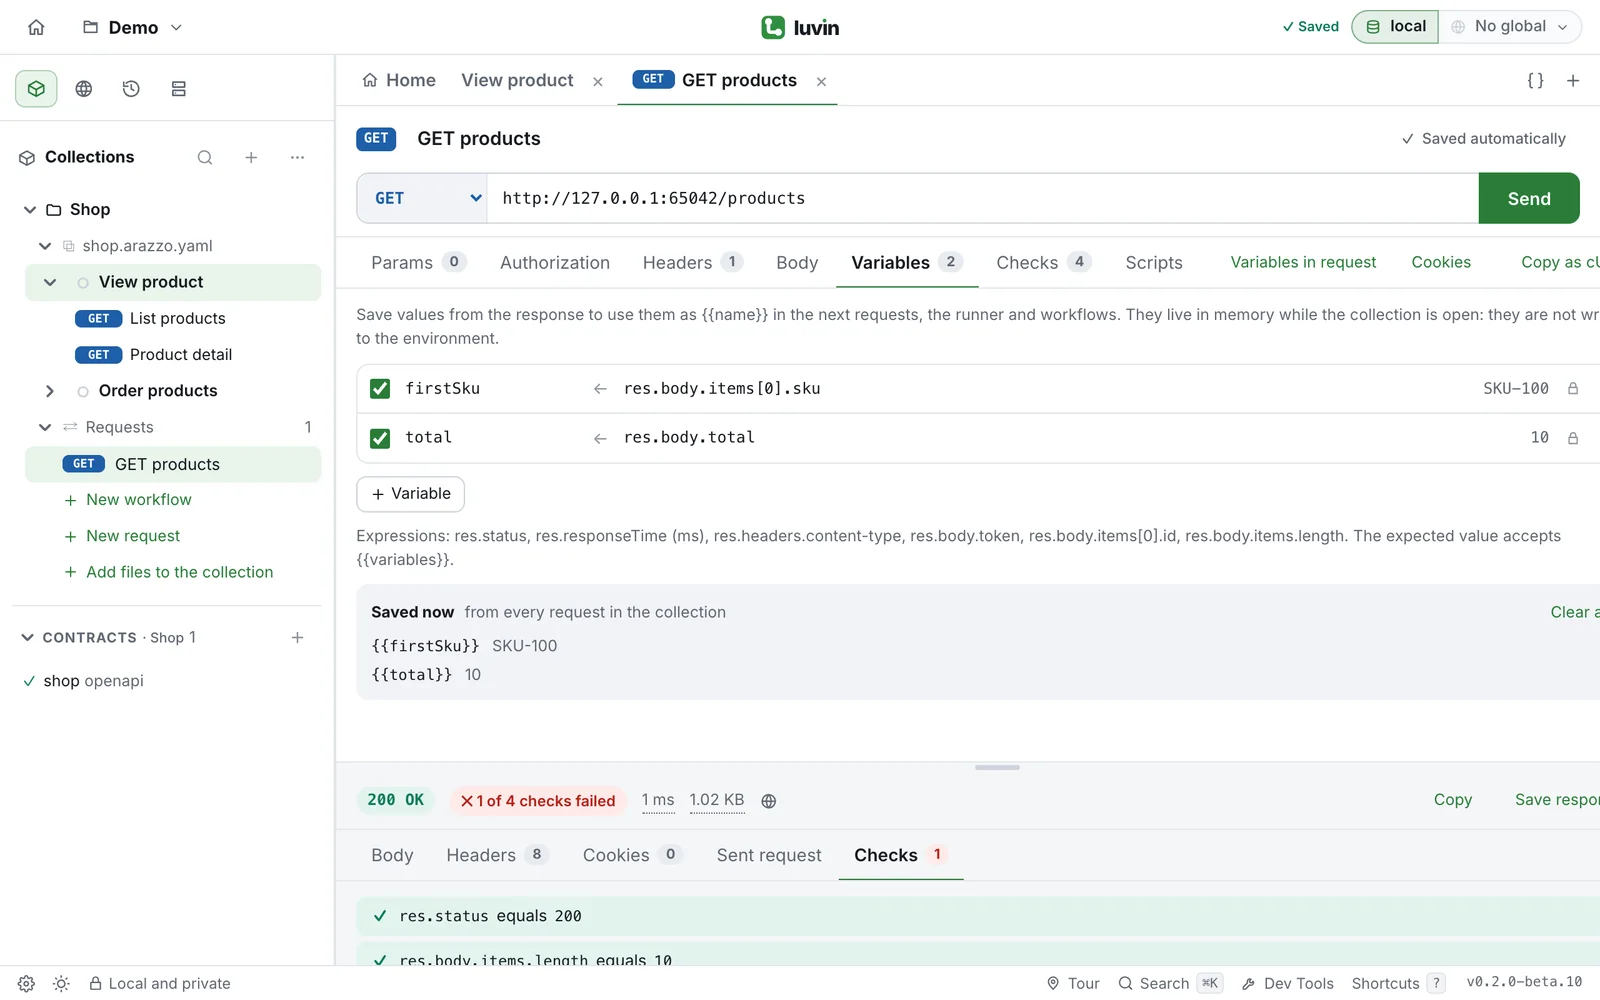 Demo
luvin
Saved
local
No global
Home
View product
GET
GET products
{}
Collections
Shop
shop.arazzo.yaml
View product
GET List products
GET Product detail
Order products
Requests 1
GET GET products
New workflow
New request
Add files to the collection
CONTRACTS · Shop 1
shop openapi
GET GET products
Saved automatically
GET
http://127.0.0.1:65042/products
Send
Params 0
Authorization
Headers 1
Body
Variables 2
Checks 4
Scripts
Variables in request
Cookies
Copy as cU
Save values from the response to use them as {{name}} in the next requests, the runner and workflows. They live in memory while the collection is open: they are not wr
to the environment.
firstSku ← res.body.items[0].sku SKU-100
total ← res.body.total 10
+ Variable
Expressions: res.status, res.responseTime (ms), res.headers.content-type, res.body.token, res.body.items[0].id, res.body.items.length. The expected value accepts
{{variables}}.
Saved now from every request in the collection
Clear a
{{firstSku}} SKU-100
{{total}} 10
200 OK
1 of 4 checks failed
1 ms
1.02 KB
Copy
Save respo
Body
Headers 8
Cookies 0
Sent request
Checks 1
res.status equals 200
res.body.items.length equals 10
Local and private
Tour
Search ⌘K
Dev Tools
Shortcuts ?
v0.2.0-beta.10